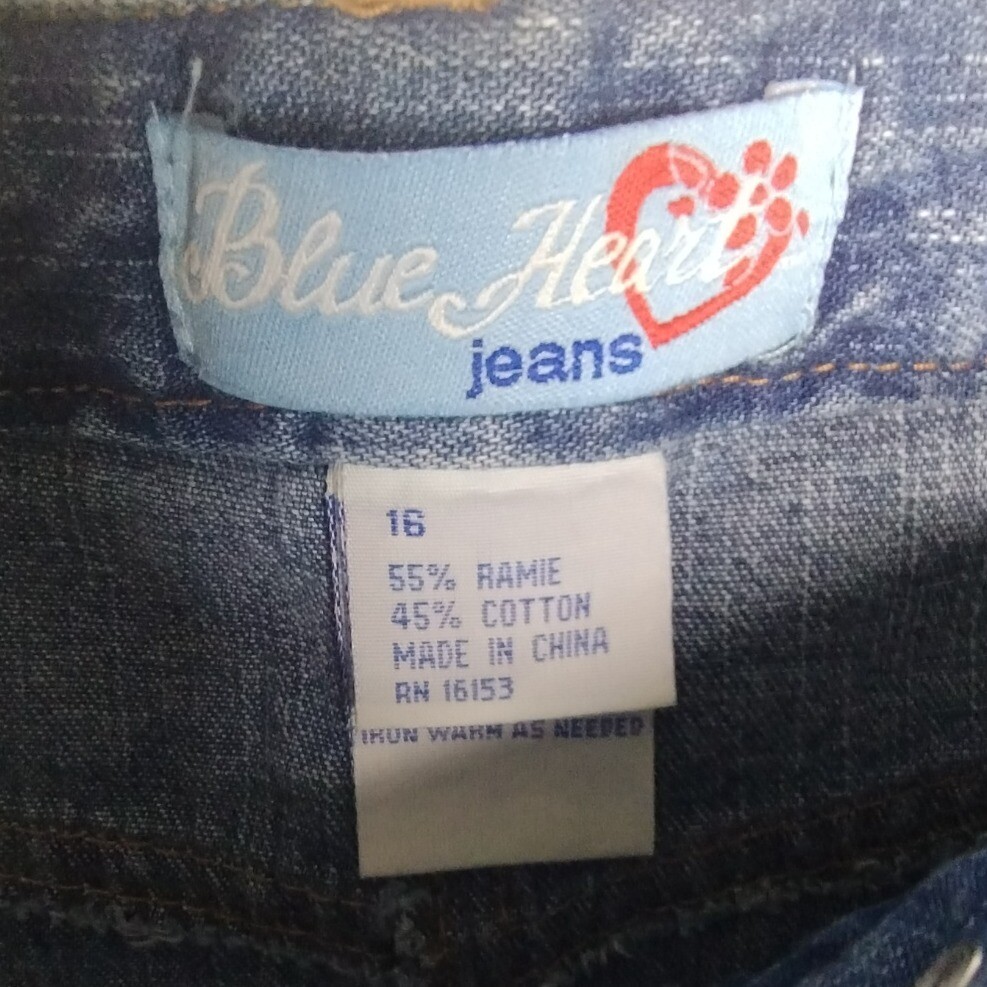 Blue Heart
jeans
16
55% RAMIE
45% COTTON
MADE IN CHINA
RN 16153
IRON WARM AS NEEDED